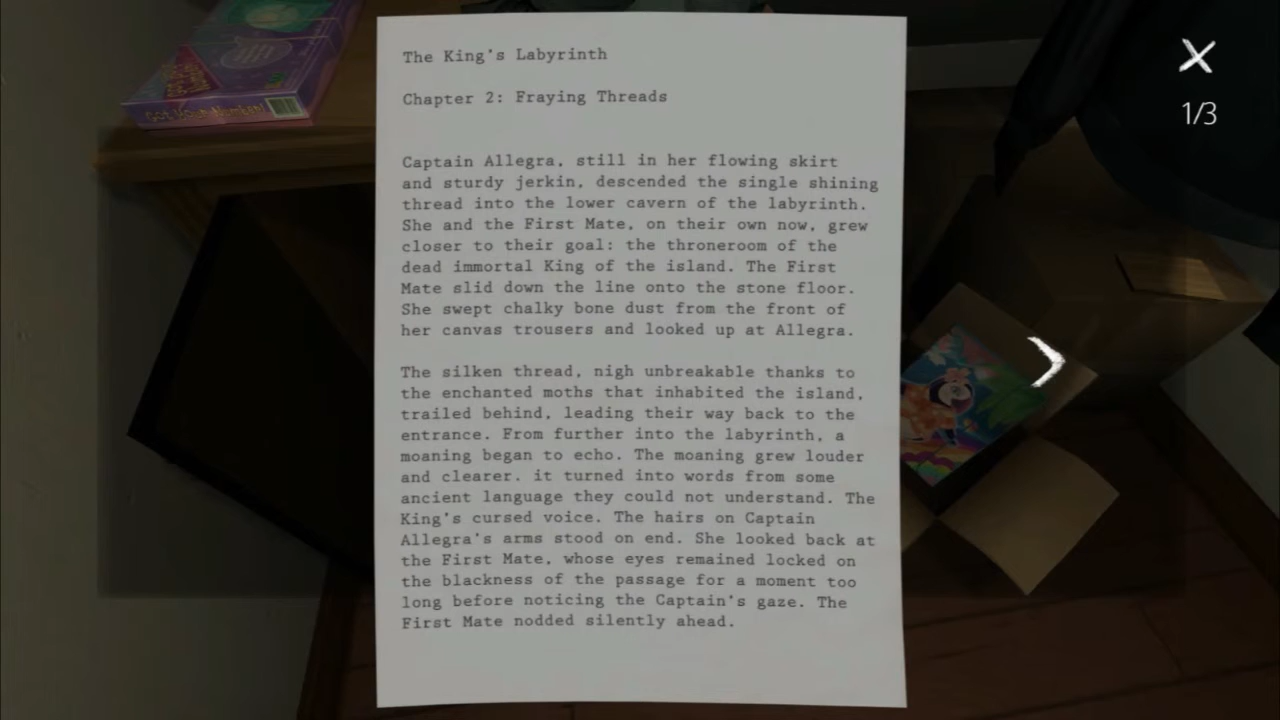 The King's Labyrinth
Chapter 2: Fraying Threads
Captain Allegra, still in her flowing skirt
and sturdy jerkin, descended the single shining
thread into the lower cavern of the labyrinth.
She and the First Mate, on their own now, grew
closer to their goal: the throneroom of the
dead immortal King of the island. The First
Mate slid down the line onto the stone floor.
She swept chalky bone dust from the front of
her canvas trousers and looked up at Allegra.
The silken thread, nigh unbreakable thanks to
the enchanted moths that inhabited the island,
trailed behind, leading their way back to the
entrance. From further into the labyrinth, a
moaning began to echo. The moaning grew louder
and clearer. it turned into words from some
ancient language they could not understand. The
King's cursed voice. The hairs on Captain
Allegra's arms stood on end. She looked back at
the First Mate, whose eyes remained locked on
the blackness of the passage for a moment too
long before noticing the Captain's gaze. The
First Mate nodded silently ahead.
1/3
Got Your Number!